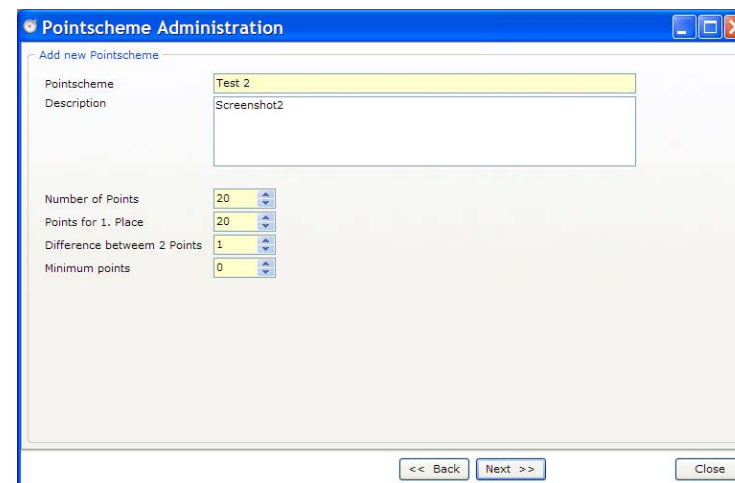 Pointscheme Administration
Add new Pointscheme
Pointscheme Test 2
Description Screenshot2
Number of Points 20
Points for 1. Place 20
Difference betweem 2 Points 1
Minimum points 0
<< Back Next >> Close